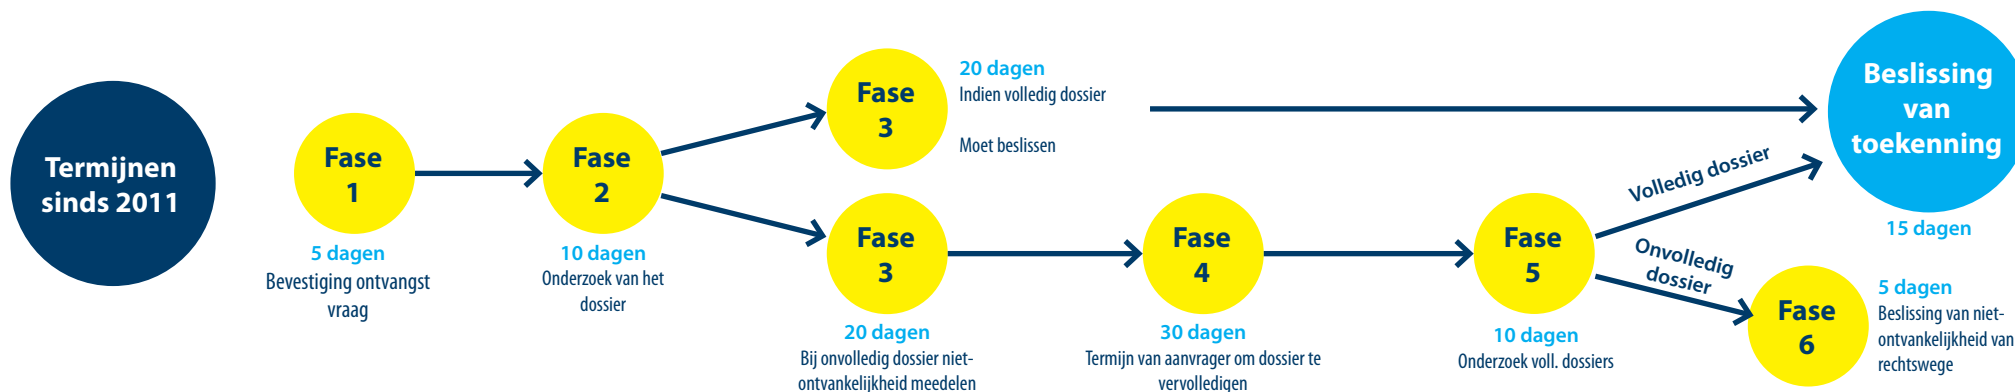 Termijnen
sinds 2011
Fase
1
5 dagen
Bevestiging ontvangst
vraag
Fase
2
10 dagen
Onderzoek van het
dossier
Fase
3
20 dagen
Indien volledig dossier
Moet beslissen
Fase
3
20 dagen
Bij onvolledig dossier niet-
ontvankelijkheid meedelen
Fase
4
30 dagen
Termijn van aanvrager om dossier te
vervolledigen
Fase
5
10 dagen
Onderzoek voll. dossiers
Volledig dossier
Onvolledig
dossier
Beslissing
van
toekenning
15 dagen
Fase
6
5 dagen
Beslissing van niet-
ontvankelijkheid van
rechtswege